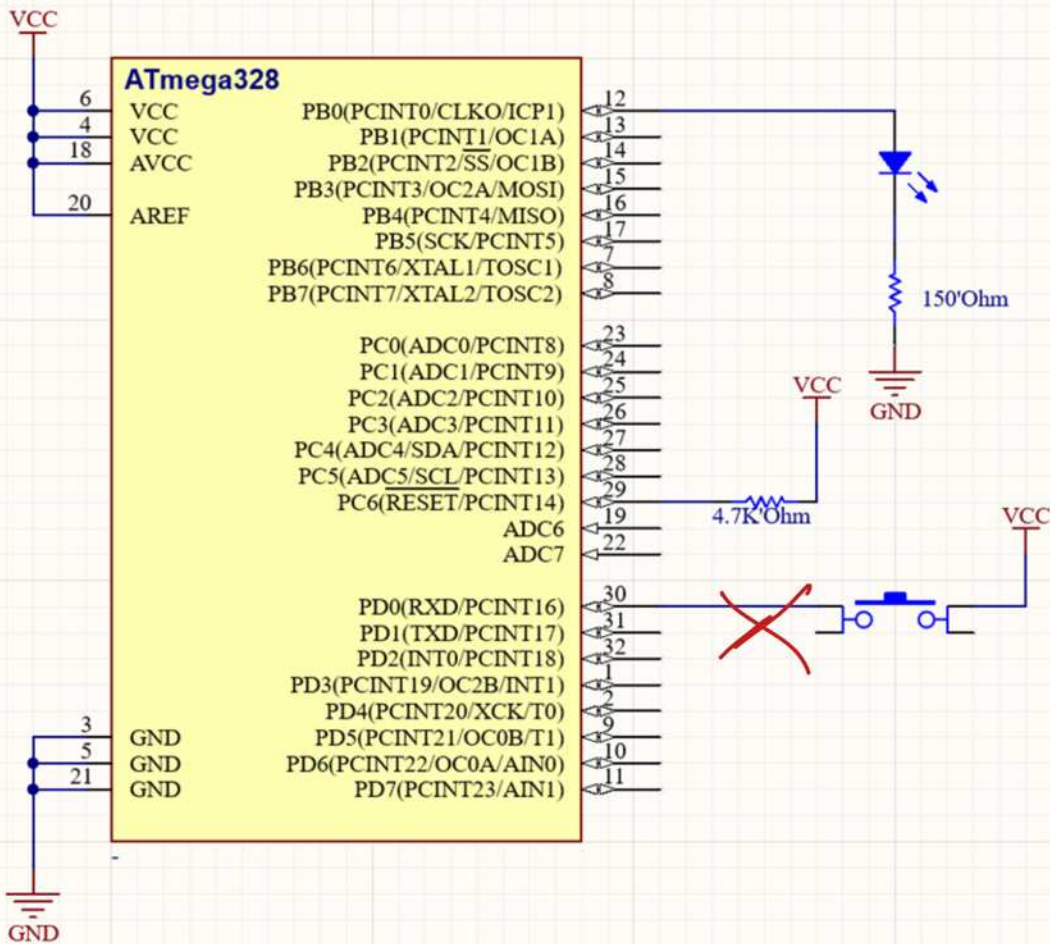 VCC
ATmega328
6 VCC PB0(PCINT0/CLKO/ICP1) 12
4 VCC PB1(PCINT1/OC1A) 13
18 AVCC PB2(PCINT2/SS/OC1B) 14
PB3(PCINT3/OC2A/MOSI) 15
20 AREF PB4(PCINT4/MISO) 16
PB5(SCK/PCINT5) 17
PB6(PCINT6/XTAL1/TOSC1) 7
PB7(PCINT7/XTAL2/TOSC2) 8
150'Ohm
PC0(ADC0/PCINT8) 23
PC1(ADC1/PCINT9) 24
VCC
PC2(ADC2/PCINT10) 25
GND
PC3(ADC3/PCINT11) 26
PC4(ADC4/SDA/PCINT12) 27
PC5(ADC5/SCL/PCINT13) 28
PC6(RESET/PCINT14) 29
4.7K'Ohm
VCC
ADC6 19
ADC7 22
PD0(RXD/PCINT16) 30
PD1(TXD/PCINT17) 31
PD2(INT0/PCINT18) 32
PD3(PCINT19/OC2B/INT1) 1
PD4(PCINT20/XCK/T0) 2
3 GND PD5(PCINT21/OC0B/T1) 9
5 GND PD6(PCINT22/OC0A/AIN0) 10
21 GND PD7(PCINT23/AIN1) 11
-
GND